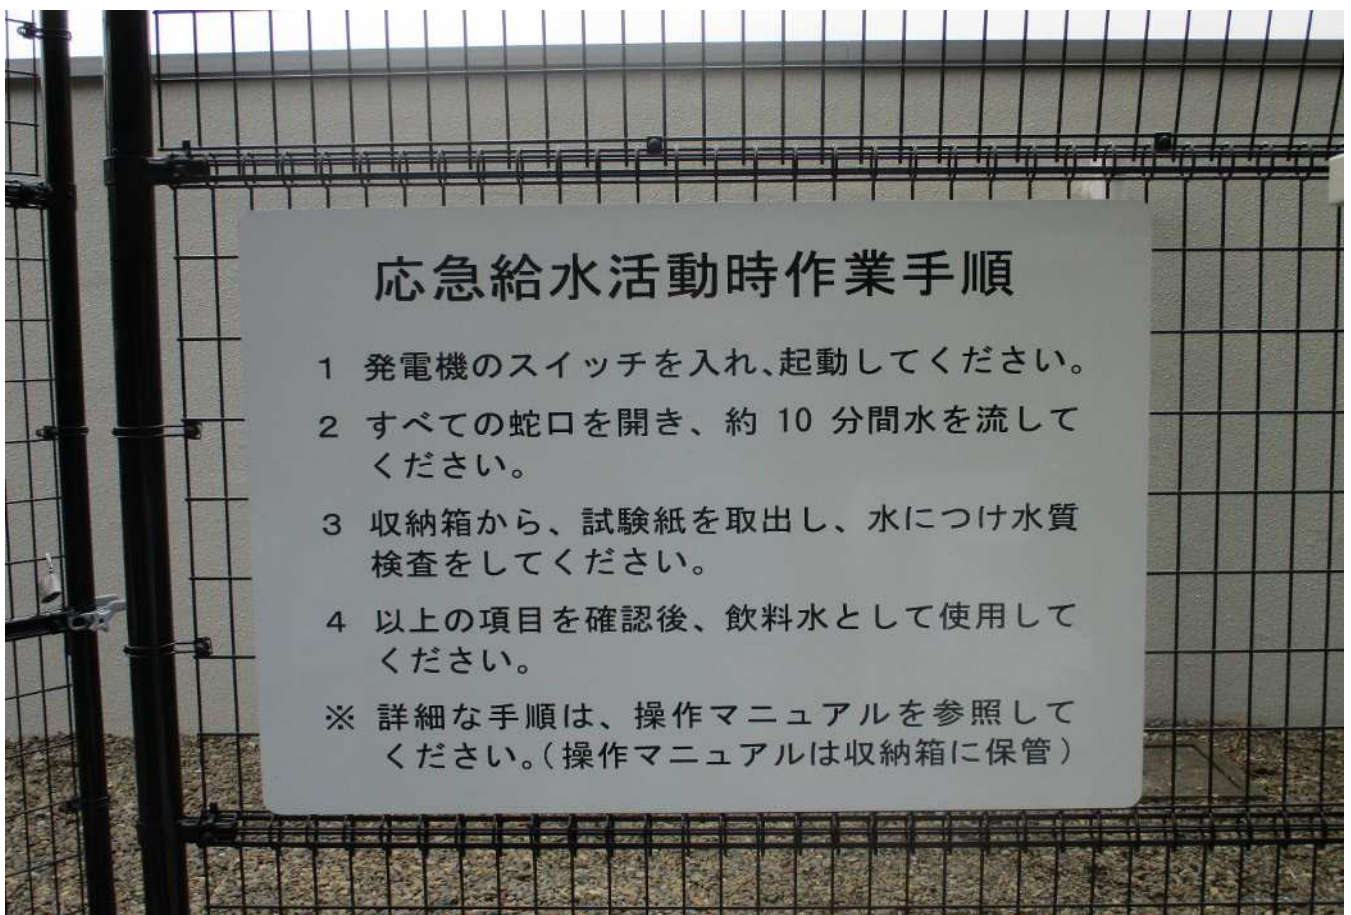 応急給水活動時作業手順
1 発電機のスイッチを入れ、起動してください。
2 すべての蛇口を開き、約 10 分間水を流して
ください。
3 収納箱から、試験紙を取出し、水につけ水質
検査をしてください。
4 以上の項目を確認後、飲料水として使用して
ください。
※ 詳細な手順は、操作マニュアルを参照して
ください。(操作マニュアルは収納箱に保管)